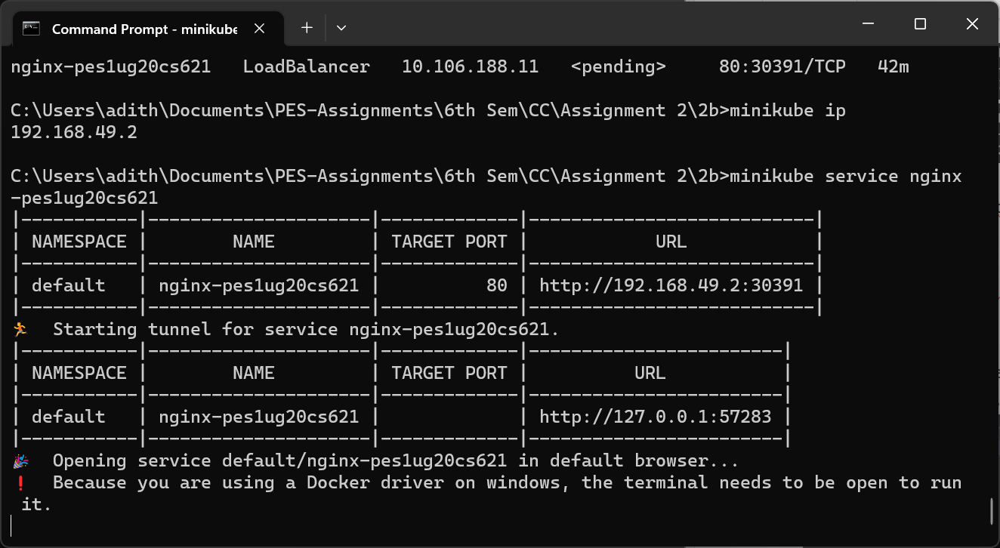 Command Prompt - minikube
nginx-pes1ug20cs621   LoadBalancer   10.106.188.11   <pending>     80:30391/TCP   42m
C:\Users\adith\Documents\PES-Assignments\6th Sem\CC\Assignment 2\2b>minikube ip
192.168.49.2
C:\Users\adith\Documents\PES-Assignments\6th Sem\CC\Assignment 2\2b>minikube service nginx
-pes1ug20cs621
|-----------|---------------------|-------------|---------------------------|
| NAMESPACE |        NAME         | TARGET PORT |            URL            |
|-----------|---------------------|-------------|---------------------------|
| default   | nginx-pes1ug20cs621 |          80 | http://192.168.49.2:30391 |
|-----------|---------------------|-------------|---------------------------|
🏃  Starting tunnel for service nginx-pes1ug20cs621.
|-----------|---------------------|-------------|------------------------|
| NAMESPACE |        NAME         | TARGET PORT |          URL           |
|-----------|---------------------|-------------|------------------------|
| default   | nginx-pes1ug20cs621 |             | http://127.0.0.1:57283 |
|-----------|---------------------|-------------|------------------------|
🎉  Opening service default/nginx-pes1ug20cs621 in default browser...
❗  Because you are using a Docker driver on windows, the terminal needs to be open to run
 it.